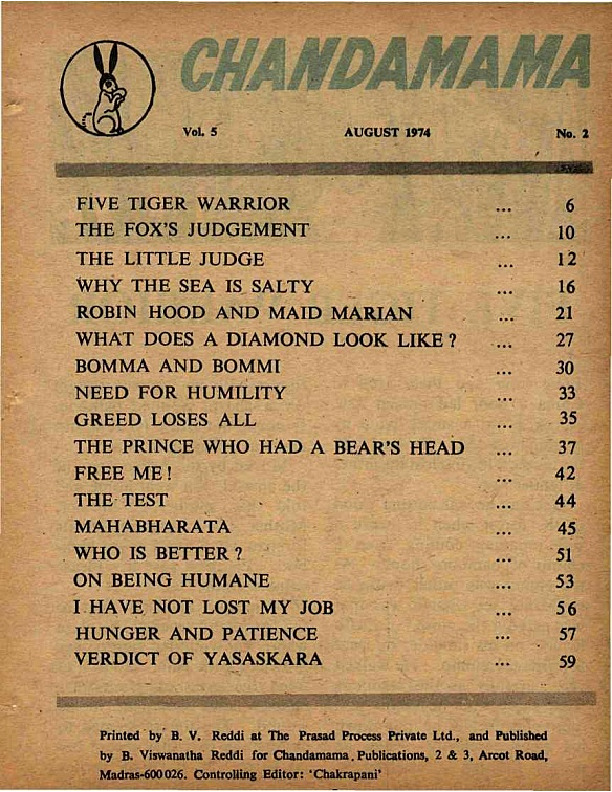 CHANDAMAMA
Vol. 5 AUGUST 1974 No. 2
FIVE TIGER WARRIOR ... 6
THE FOX'S JUDGEMENT ... 10
THE LITTLE JUDGE ... 12
WHY THE SEA IS SALTY ... 16
ROBIN HOOD AND MAID MARIAN ... 21
WHAT DOES A DIAMOND LOOK LIKE ? ... 27
BOMMA AND BOMMI ... 30
NEED FOR HUMILITY ... 33
GREED LOSES ALL ... 35
THE PRINCE WHO HAD A BEAR'S HEAD ... 37
FREE ME ! ... 42
THE TEST ... 44
MAHABHARATA ... 45
WHO IS BETTER ? ... 51
ON BEING HUMANE ... 53
I HAVE NOT LOST MY JOB ... 56
HUNGER AND PATIENCE ... 57
VERDICT OF YASASKARA ... 59
Printed by B. V. Reddi at The Prasad Process Private Ltd., and Published
by B. Viswanatha Reddi for Chandamama Publications, 2 & 3, Arcot Road,
Madras-600 026. Controlling Editor: 'Chakrapani'